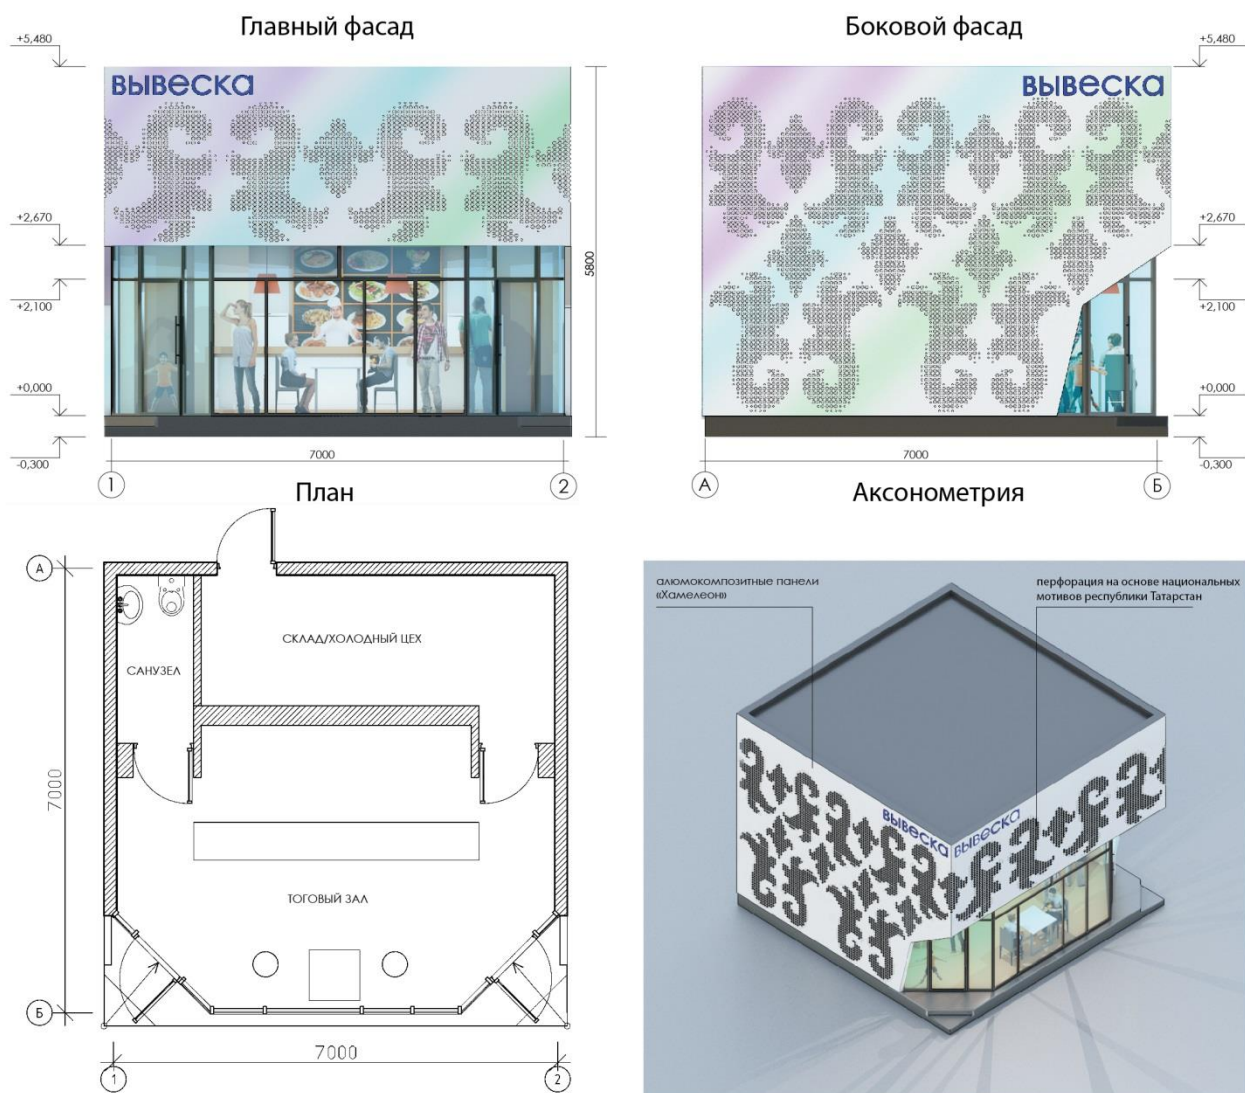 Главный фасад
Боковой фасад
+5,480
ВЫВЕСКА
+2,670
+2,100
+0,000
-0,300
5800
7000
1
2
ВЫВЕСКА
+5,480
+2,670
+2,100
+0,000
-0,300
7000
А
Б
План
Аксонометрия
А
СКЛАД/ХОЛОДНЫЙ ЦЕХ
САНУЗЕЛ
7000
ТОГОВЫЙ ЗАЛ
Б
7000
1
2
алюмокомпозитные панели
«Хамелеон»
перфорация на основе национальных
мотивов республики Татарстан
ВЫВЕСКА
ВЫВЕСКА